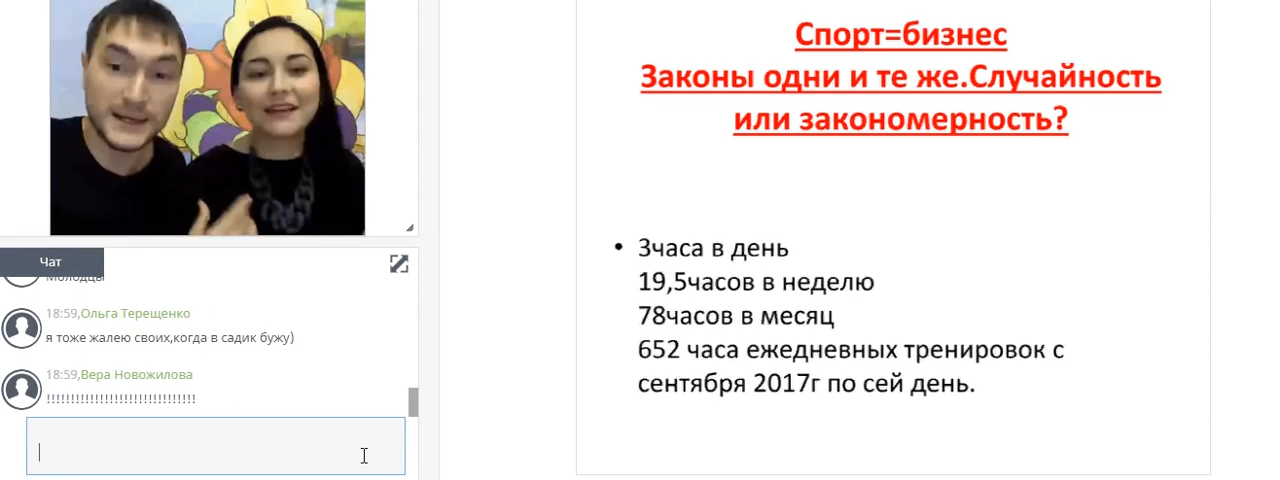 Спорт=бизнес
Законы одни и те же.Случайность
или закономерность?
• 3часа в день
19,5часов в неделю
78часов в месяц
652 часа ежедневных тренировок с
сентября 2017г по сей день.
Чат
Молодцы
18:59,Ольга Терещенко
я тоже жалею своих,когда в садик бужу)
18:59,Вера Новожилова
!!!!!!!!!!!!!!!!!!!!!!!!!!!!!!!